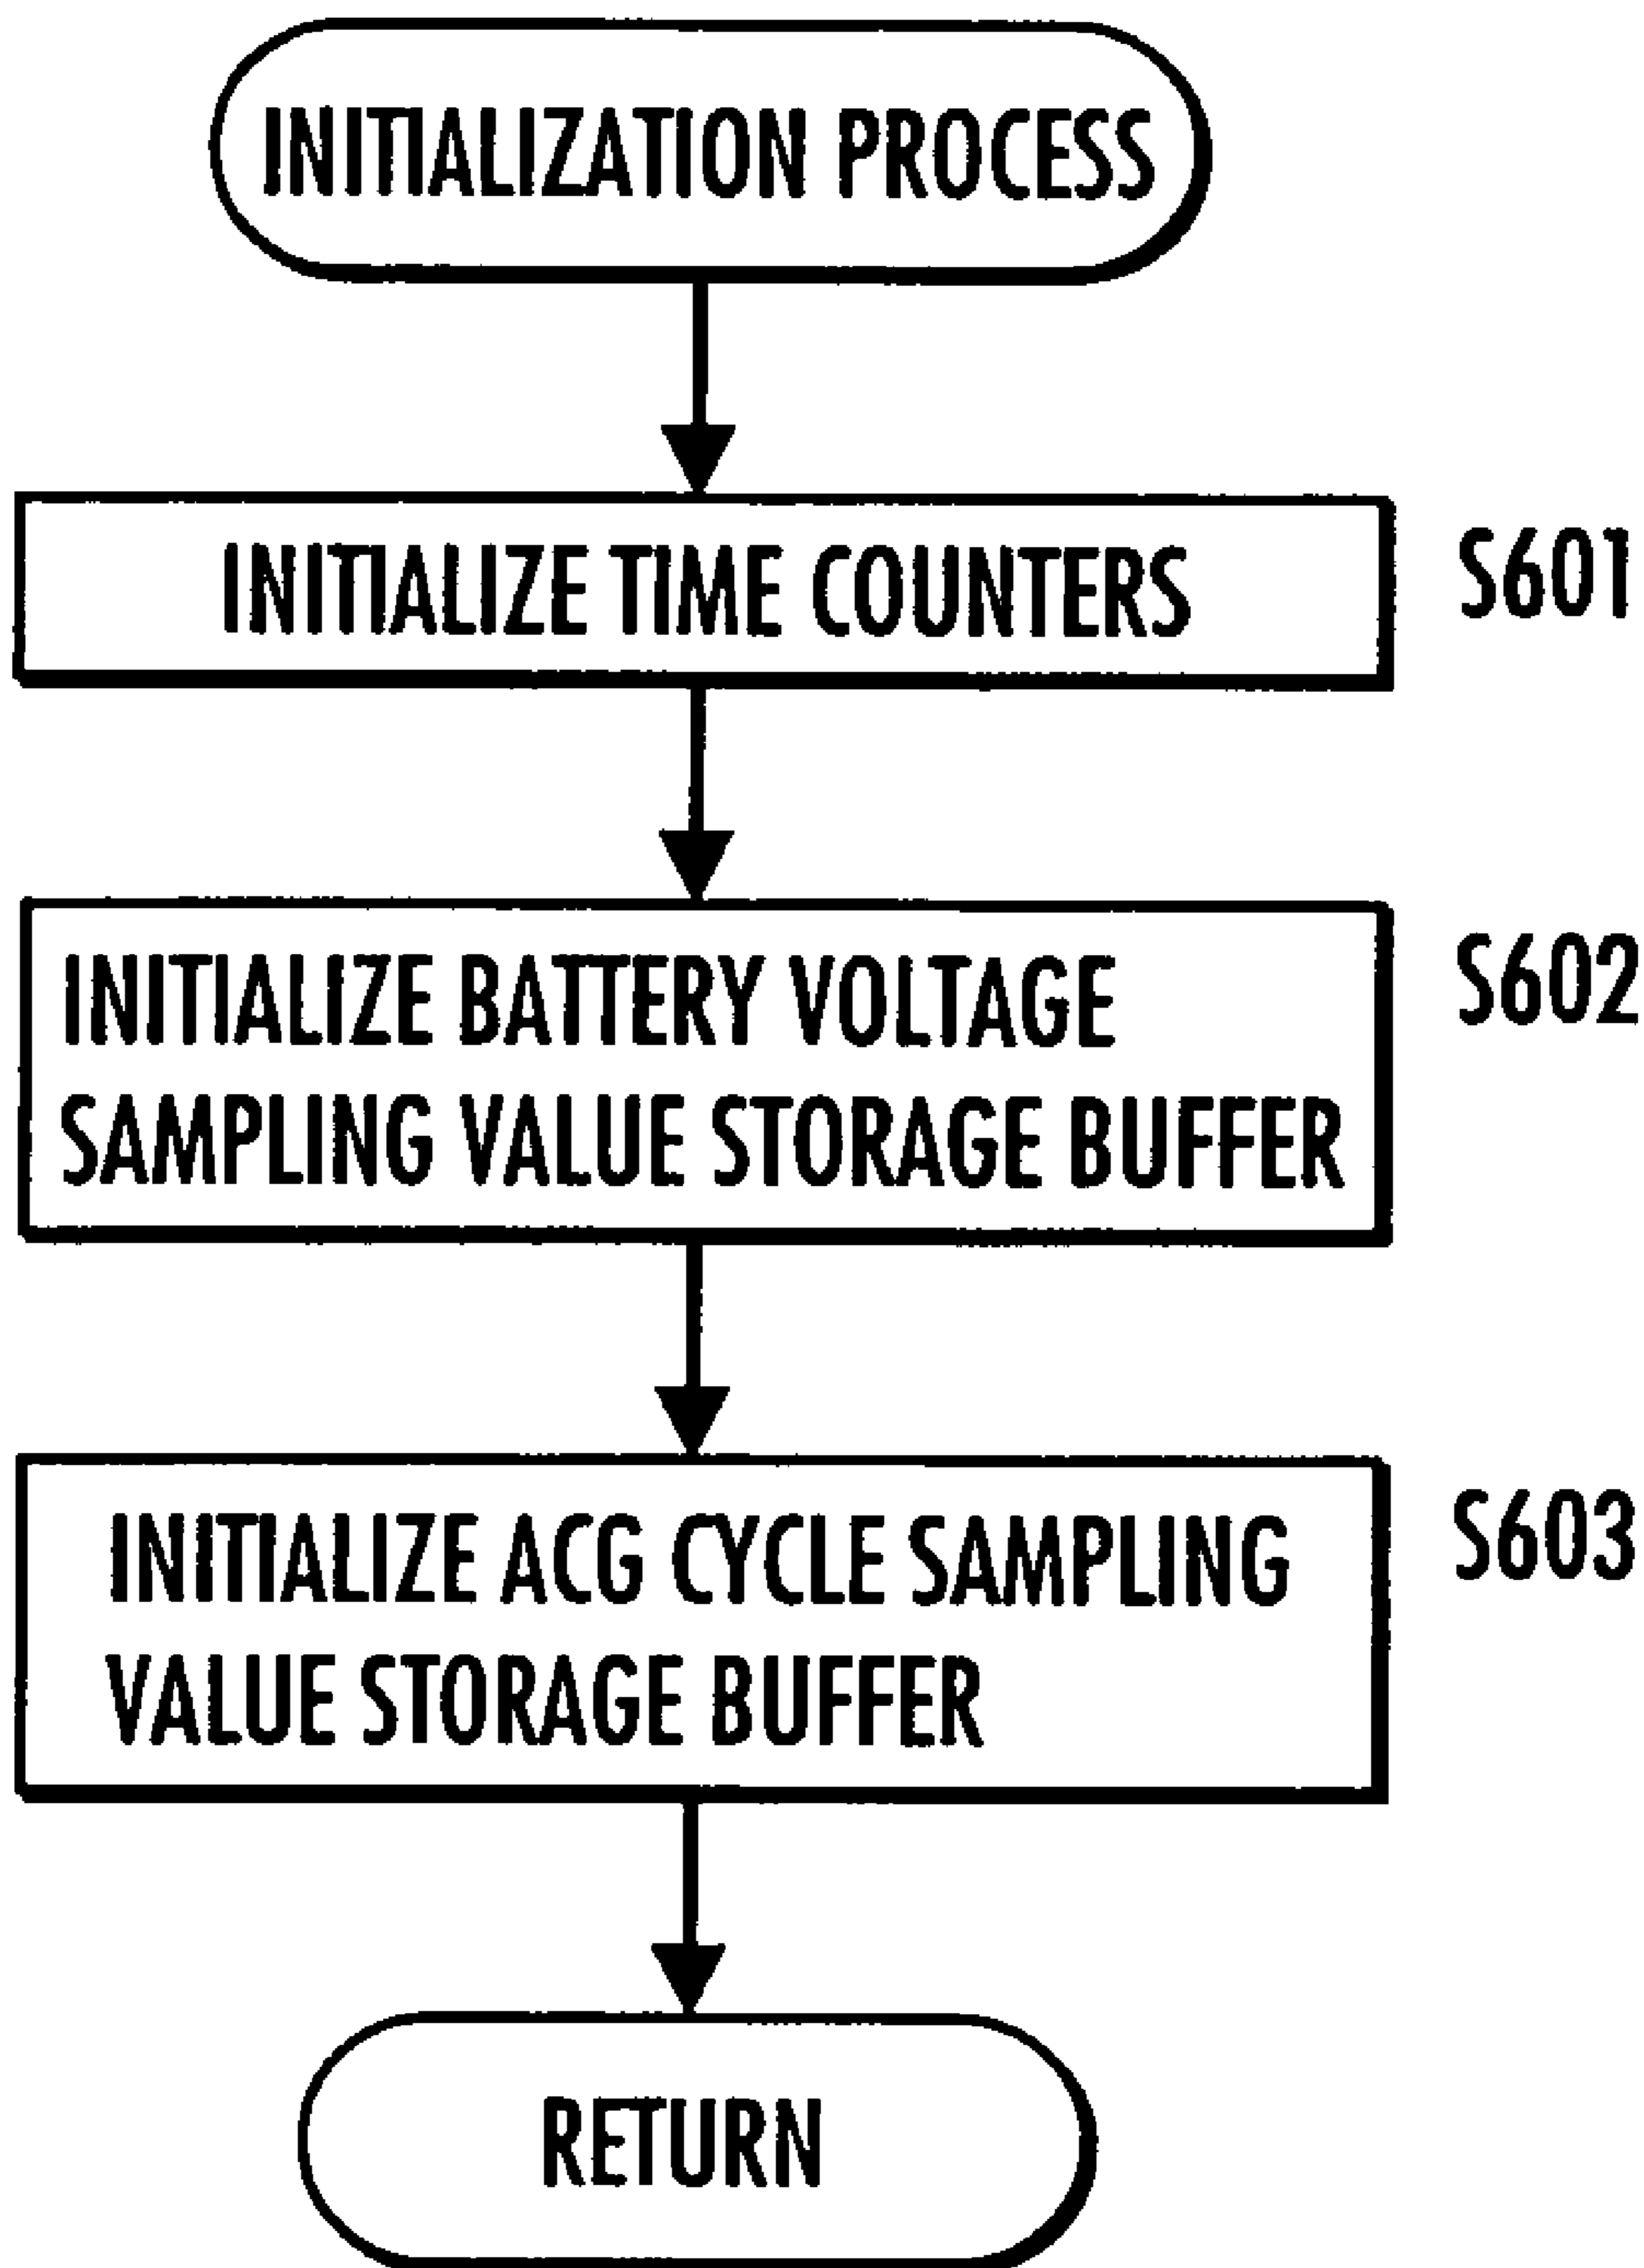 INITIALIZATION PROCESS
INITIALIZE TIME COUNTERS
S601
INITIALIZE BATTERY VOLTAGE
SAMPLING VALUE STORAGE BUFFER
S602
INITIALIZE ACG CYCLE SAMPLING
VALUE STORAGE BUFFER
S603
RETURN